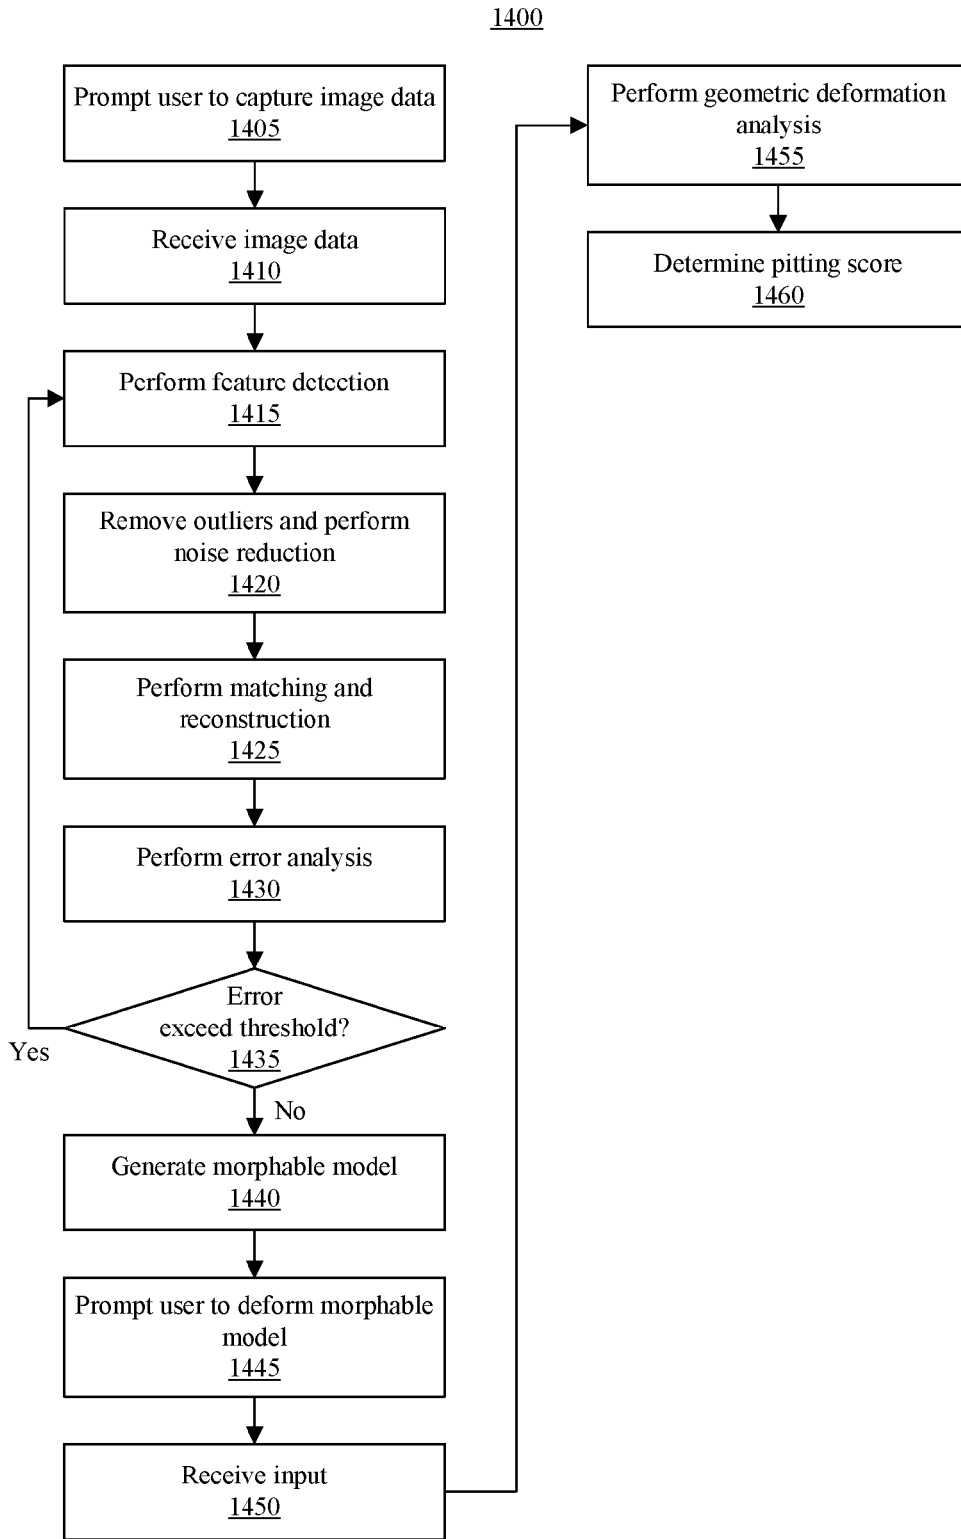 1400
Prompt user to capture image data
1405
Receive image data
1410
Perform feature detection
1415
Remove outliers and perform
noise reduction
1420
Perform matching and
reconstruction
1425
Perform error analysis
1430
Error
exceed threshold?
1435
Yes
No
Generate morphable model
1440
Prompt user to deform morphable
model
1445
Receive input
1450
Perform geometric deformation
analysis
1455
Determine pitting score
1460